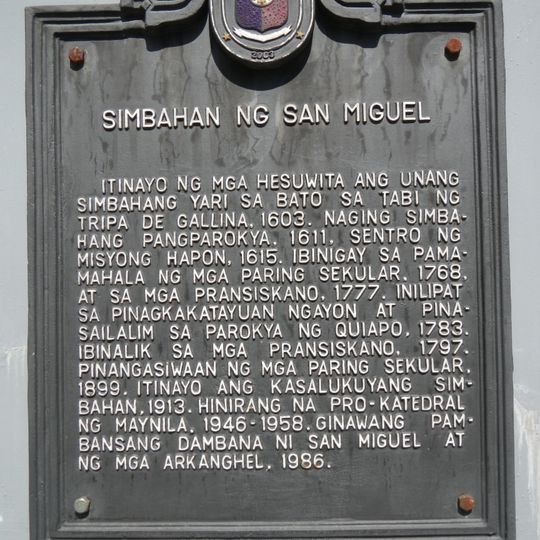 SIMBAHAN NG SAN MIGUEL
ITINAYO NG MGA HESUWITA ANG UNANG
SIMBAHANG YARI SA BATO SA TABI NG
TRIPA DE GALLINA, 1603. NAGING SIMBA-
HANG PANGPAROKYA, 1611, SENTRO NG
MISYONG HAPON, 1615. IBINIGAY SA PAMA-
MAHALA NG MGA PARING SEKULAR, 1768,
AT SA MGA PRANSISKANO, 1777. INILIPAT
SA PINAGKAKATAYUAN NGAYON AT PINA-
SAILALIM SA PAROKYA NG QUIAPO, 1783.
IBINALIK SA MGA PRANSISKANO, 1797.
PINANGASIWAAN NG MGA PARING SEKULAR,
1899. ITINAYO ANG KASALUKUYANG SIM-
BAHAN, 1913. HINIRANG NA PRO-KATEDRAL
NG MAYNILA, 1946-1958. GINAWANG PAM-
BANSANG DAMBANA NI SAN MIGUEL AT
NG MGA ARKANGHEL, 1986.